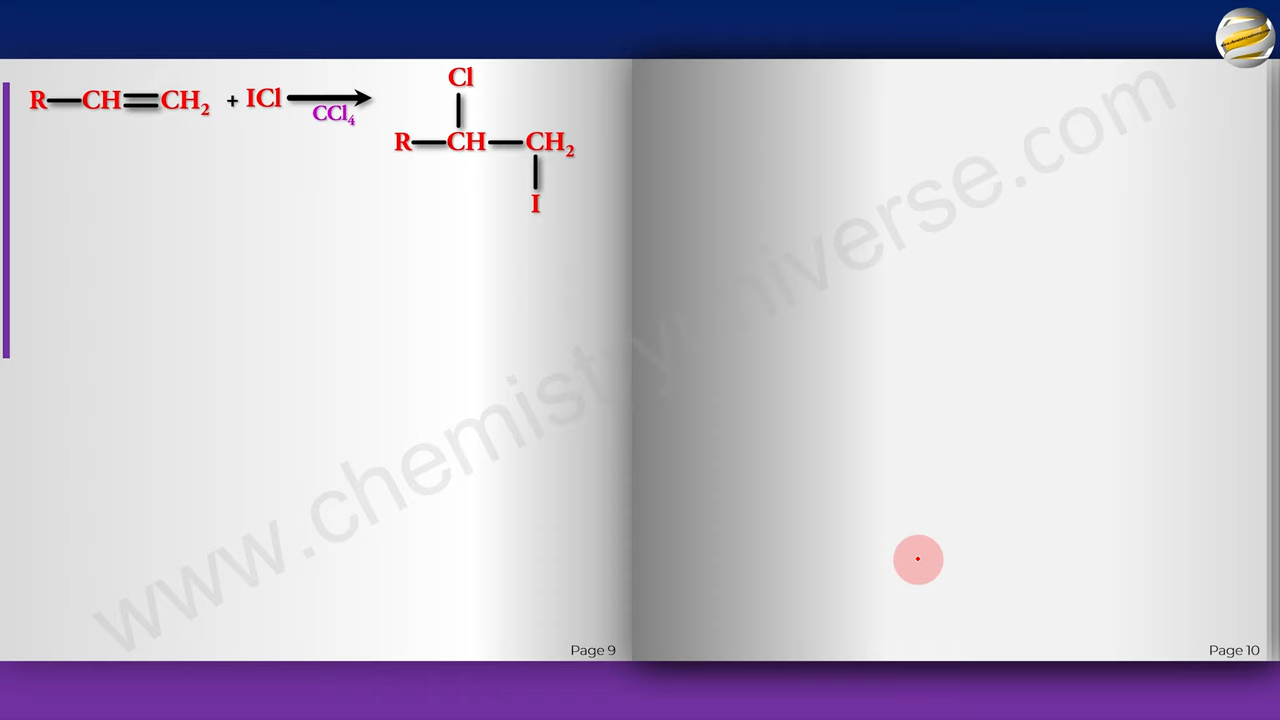 Cl
R—CH=CH₂ + ICl ⟶
CCl₄
R—CH—CH₂
I
www.chemistryuniverse.com
Page 9
Page 10